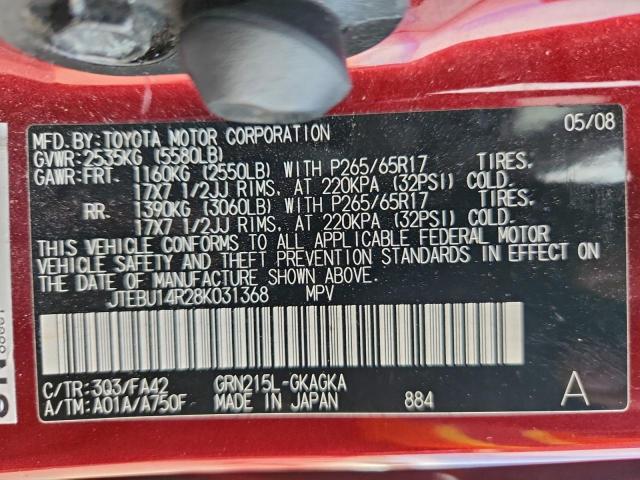 MFD.BY:TOYOTA MOTOR CORPORATION 05/08
GVWR:2535KG (5580LB)
GAWR:FRT. 1160KG (2550LB) WITH P265/65R17 TIRES.
17X7 1/2JJ RIMS. AT 220KPA (32PSI) COLD.
RR. 1390KG (3060LB) WITH P265/65R17 TIRES.
17X7 1/2JJ RIMS. AT 220KPA (32PSI) COLD.
THIS VEHICLE CONFORMS TO ALL APPLICABLE FEDERAL MOTOR
VEHICLE SAFETY AND THEFT PREVENTION STANDARDS IN EFFECT ON
THE DATE OF MANUFACTURE SHOWN ABOVE.
JTEBU14R28K031368 MPV
C/TR:3Q3/FA42 GRN215L-GKAGKA
A/TM:A01A/A750F MADE IN JAPAN 884 A